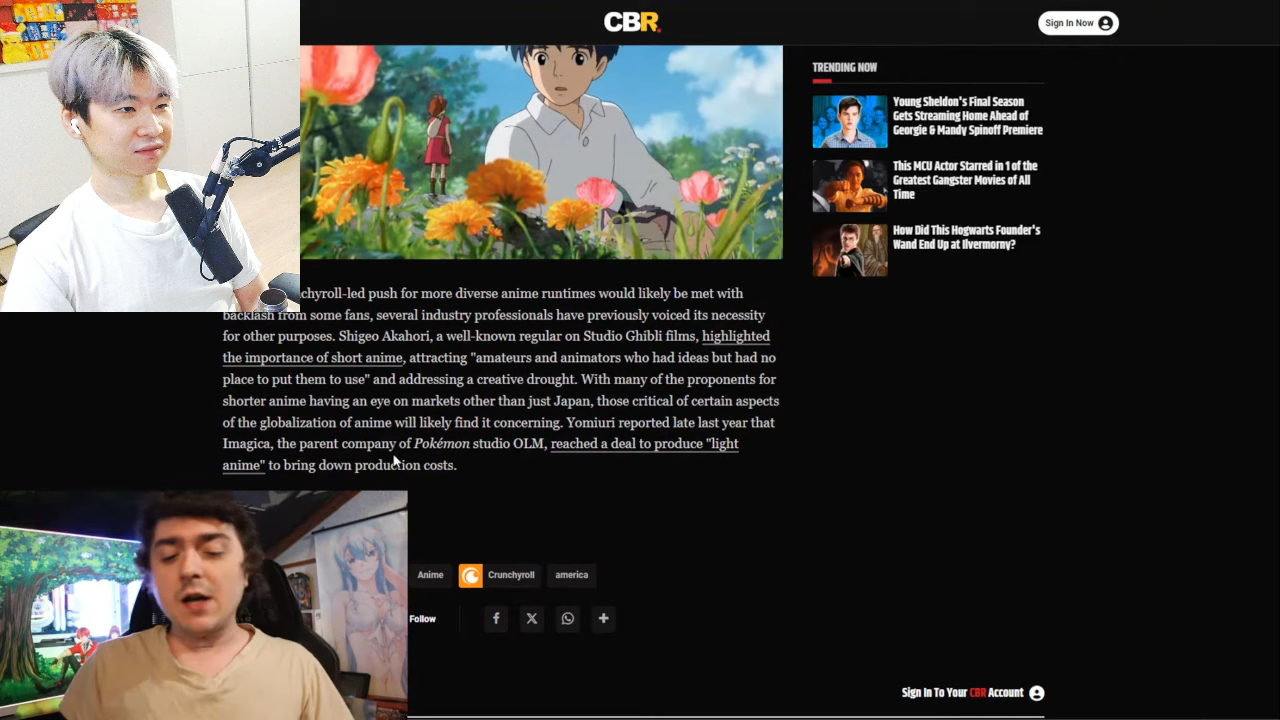 CBR.
Sign In Now
TRENDING NOW
Young Sheldon's Final Season
Gets Streaming Home Ahead of
Georgie & Mandy Spinoff Premiere
This MCU Actor Starred in 1 of the
Greatest Gangster Movies of All
Time
How Did This Hogwarts Founder's
Wand End Up at Ilvermorny?
chyroll-led push for more diverse anime runtimes would likely be met with
backlash from some fans, several industry professionals have previously voiced its necessity
for other purposes. Shigeo Akahori, a well-known regular on Studio Ghibli films, highlighted
the importance of short anime, attracting "amateurs and animators who had ideas but had no
place to put them to use" and addressing a creative drought. With many of the proponents for
shorter anime having an eye on markets other than just Japan, those critical of certain aspects
of the globalization of anime will likely find it concerning. Yomiuri reported late last year that
Imagica, the parent company of Pokémon studio OLM, reached a deal to produce "light
anime" to bring down production costs.
Anime
Crunchyroll
america
Follow
Sign In To Your CBR Account